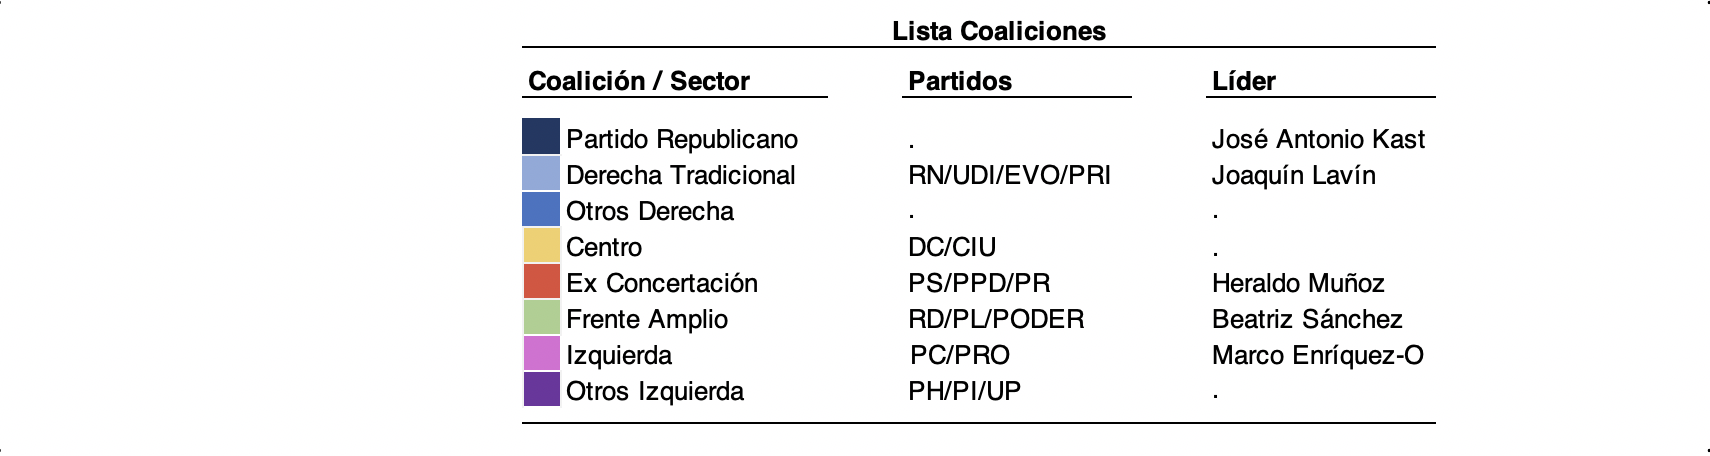 Lista Coaliciones
Coalición / Sector Partidos Líder
Partido Republicano . José Antonio Kast
Derecha Tradicional RN/UDI/EVO/PRI Joaquín Lavín
Otros Derecha . .
Centro DC/CIU .
Ex Concertación PS/PPD/PR Heraldo Muñoz
Frente Amplio RD/PL/PODER Beatriz Sánchez
Izquierda PC/PRO Marco Enríquez-O
Otros Izquierda PH/PI/UP .